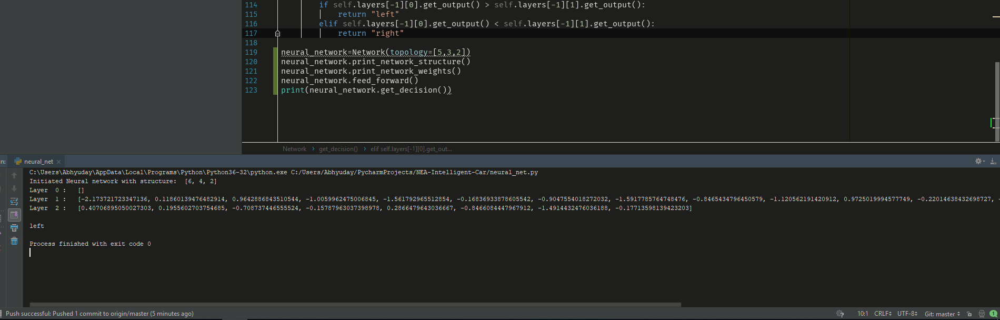 114 if self.layers[-1][0].get_output() > self.layers[-1][1].get_output():
115 return "left"
116 elif self.layers[-1][0].get_output() < self.layers[-1][1].get_output():
117 return "right"
118
119 neural_network=Network(topology=[5,3,2])
120 neural_network.print_network_structure()
121 neural_network.print_network_weights()
122 neural_network.feed_forward()
123 print(neural_network.get_decision())
Network > get_decision() > elif self.layers[-1][0].get_out...
n: neural_net ×
C:\Users\Abhyuday\AppData\Local\Programs\Python\Python36-32\python.exe C:/Users/Abhyuday/PycharmProjects/NEA-Intelligent-Car/neural_net.py
Initiated Neural network with structure: [6, 4, 2]
Layer 0 : []
Layer 1 : [-2.173721723347136, 0.11860139476482914, 0.9642886843510544, -1.0059962475006845, -1.561792965512854, -0.16836933878605542, -0.9047554018272032, -1.5917785764748476, -0.8465434796450579, -1.120562191420912, 0.9725019994577749, -0.22014638432698727, -
Layer 2 : [0.40706895050027303, 0.1955602703754685, -0.708737446555524, -0.15787963037398978, 0.2866479643036667, -0.8466084447967912, -1.4914432476036188, -0.17713598139423203]
left
Process finished with exit code 0
Push successful: Pushed 1 commit to origin/master (5 minutes ago) 10:1 CRLF UTF-8 Git: master 1